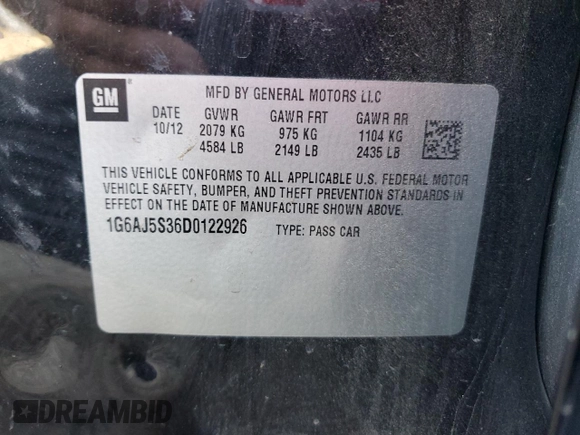 GM
MFD BY GENERAL MOTORS LLC
DATE GVWR GAWR FRT GAWR RR
10/12 2079 KG 975 KG 1104 KG
4584 LB 2149 LB 2435 LB
THIS VEHICLE CONFORMS TO ALL APPLICABLE U.S. FEDERAL MOTOR
VEHICLE SAFETY, BUMPER, AND THEFT PREVENTION STANDARDS IN
EFFECT ON THE DATE OF MANUFACTURE SHOWN ABOVE.
1G6AJ5S36D0122926 TYPE: PASS CAR
DREAMBID